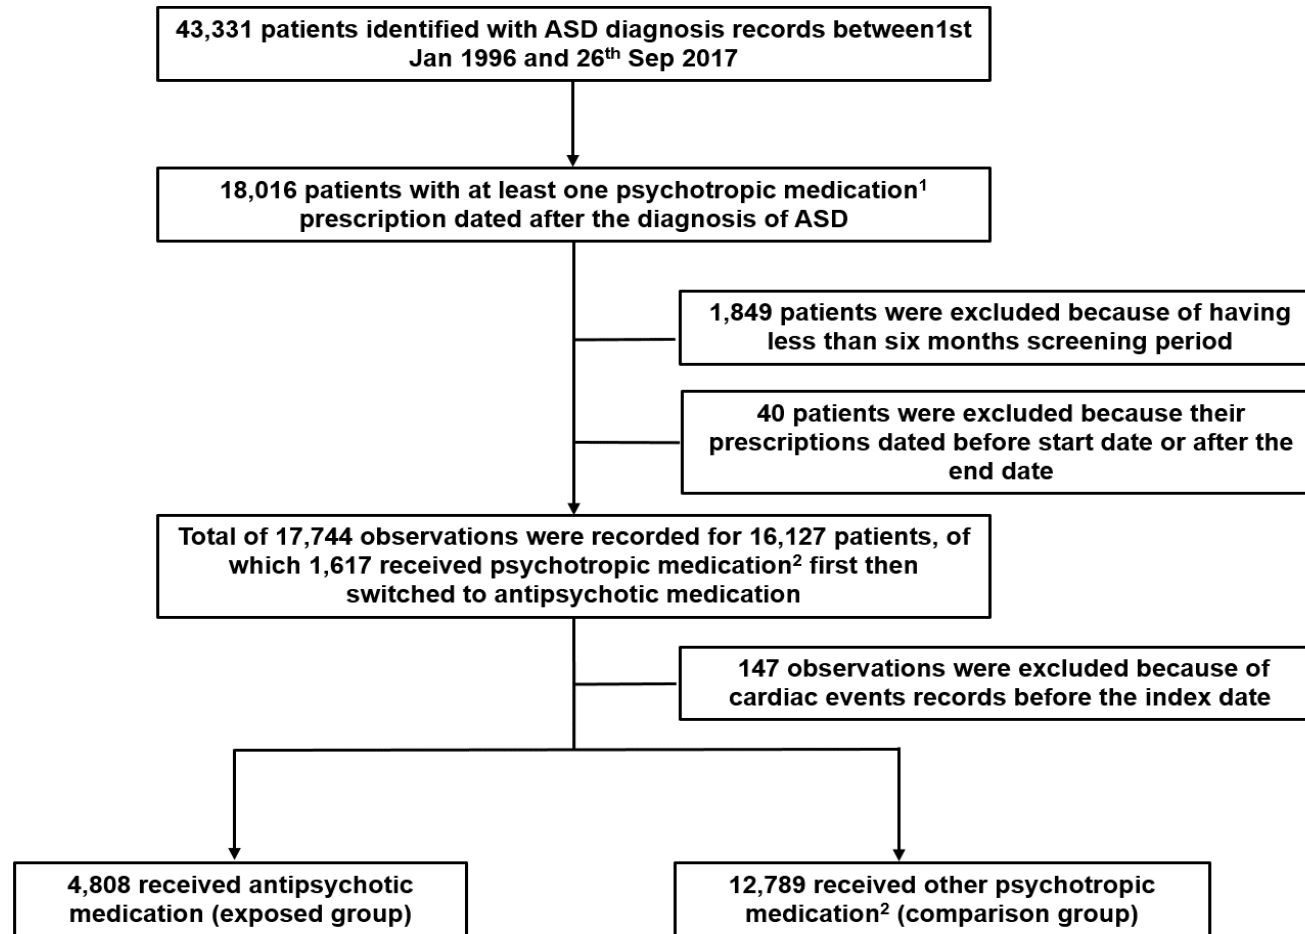 43,331 patients identified with ASD diagnosis records between1st
Jan 1996 and 26th Sep 2017
18,016 patients with at least one psychotropic medication1
prescription dated after the diagnosis of ASD
1,849 patients were excluded because of having
less than six months screening period
40 patients were excluded because their
prescriptions dated before start date or after the
end date
Total of 17,744 observations were recorded for 16,127 patients, of
which 1,617 received psychotropic medication2 first then
switched to antipsychotic medication
147 observations were excluded because of
cardiac events records before the index date
4,808 received antipsychotic
medication (exposed group)
12,789 received other psychotropic
medication2 (comparison group)